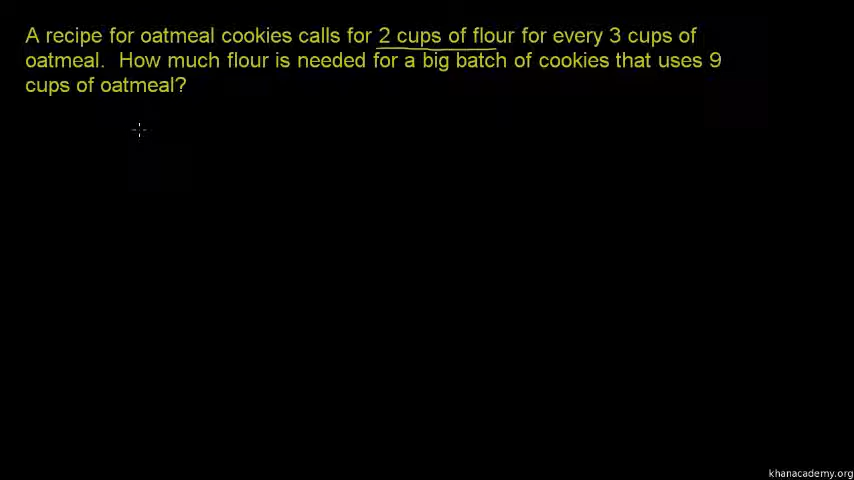 A recipe for oatmeal cookies calls for 2 cups of flour for every 3 cups of
oatmeal.  How much flour is needed for a big batch of cookies that uses 9
cups of oatmeal?
khanacademy.org